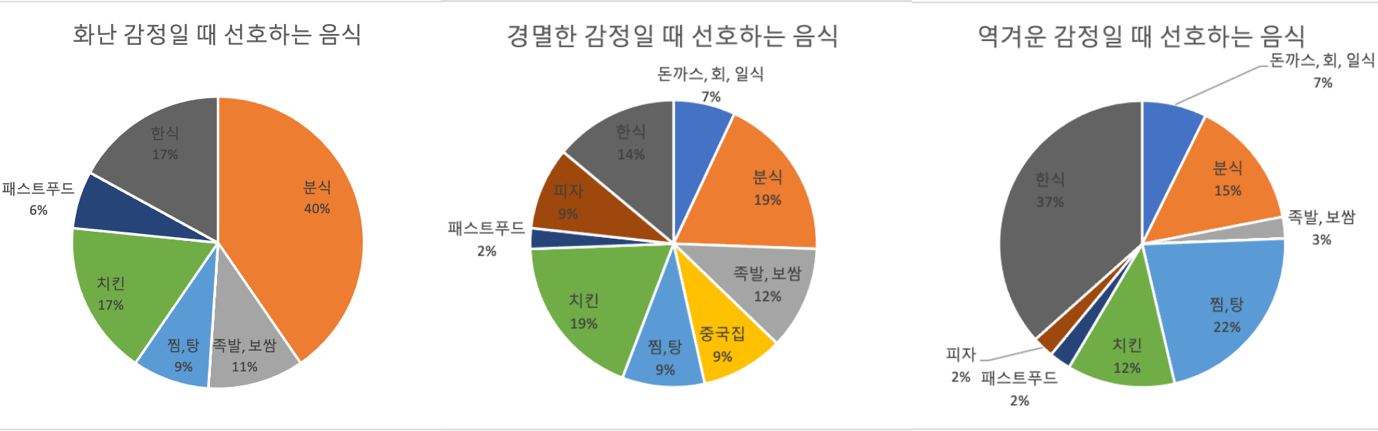 화난 감정일 때 선호하는 음식
분식
40%
족발, 보쌈
11%
찜,탕
9%
치킨
17%
패스트푸드
6%
한식
17%
경멸한 감정일 때 선호하는 음식
돈까스, 회, 일식
7%
분식
19%
족발, 보쌈
12%
중국집
9%
찜,탕
9%
치킨
19%
패스트푸드
2%
피자
9%
한식
14%
역겨운 감정일 때 선호하는 음식
돈까스, 회, 일식
7%
분식
15%
족발, 보쌈
3%
찜,탕
22%
치킨
12%
패스트푸드
2%
피자
2%
한식
37%